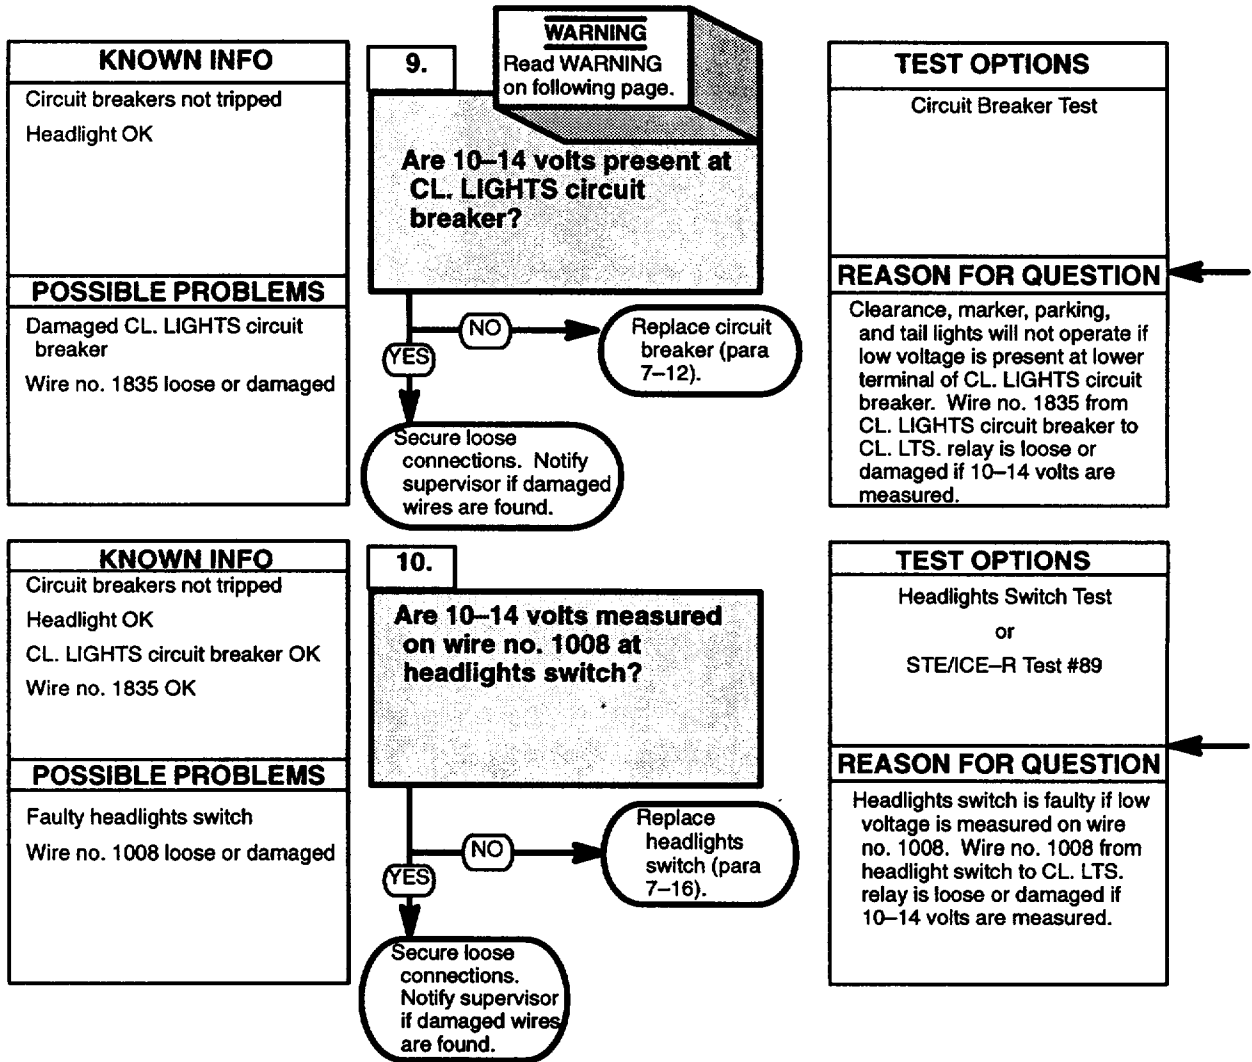 KNOWN INFO
Circuit breakers not tripped
Headlight OK
POSSIBLE PROBLEMS
Damaged CL. LIGHTS circuit
breaker
Wire no. 1835 loose or damaged
9.
WARNING
Read WARNING
on following page.
Are 10–14 volts present at
CL. LIGHTS circuit
breaker?
NO
YES
Replace circuit
breaker (para
7–12).
Secure loose
connections. Notify
supervisor if damaged
wires are found.
TEST OPTIONS
Circuit Breaker Test
REASON FOR QUESTION
Clearance, marker, parking,
and tail lights will not operate if
low voltage is present at lower
terminal of CL. LIGHTS circuit
breaker. Wire no. 1835 from
CL. LIGHTS circuit breaker to
CL. LTS. relay is loose or
damaged if 10–14 volts are
measured.
KNOWN INFO
Circuit breakers not tripped
Headlight OK
CL. LIGHTS circuit breaker OK
Wire no. 1835 OK
POSSIBLE PROBLEMS
Faulty headlights switch
Wire no. 1008 loose or damaged
10.
Are 10–14 volts measured
on wire no. 1008 at
headlights switch?
NO
YES
Replace
headlights
switch (para
7–16).
Secure loose
connections.
Notify supervisor
if damaged wires
are found.
TEST OPTIONS
Headlights Switch Test
or
STE/ICE–R Test #89
REASON FOR QUESTION
Headlights switch is faulty if low
voltage is measured on wire
no. 1008. Wire no. 1008 from
headlight switch to CL. LTS.
relay is loose or damaged if
10–14 volts are measured.